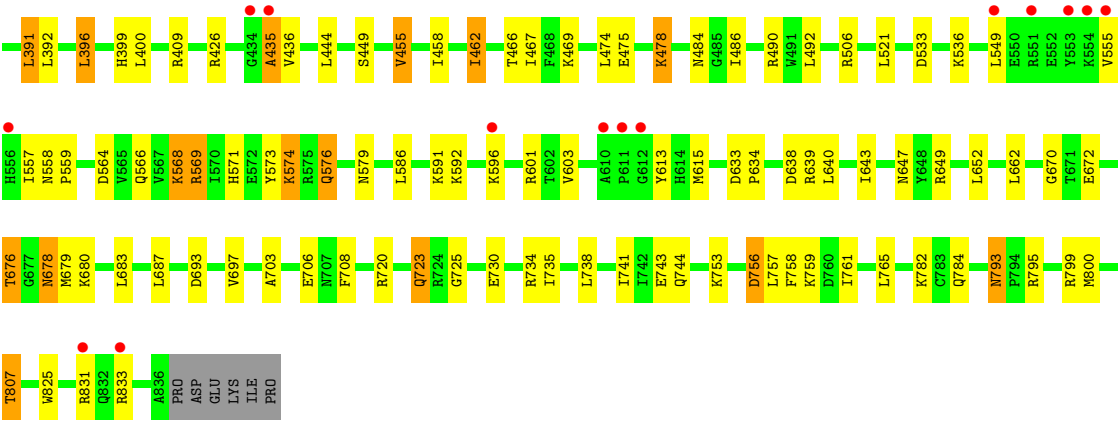 L391 L392 L396 H399 L400 R409 R426 G434 A435 V436 L444 S449 V455 I458 I462 T466 I467 F468 K469 L474 E475 K478 N484 G485 I486 R490 W491 L492 R506 L521 D533 K536 L549 E550 R551 E552 Y553 K554 V555
H556 I557 N558 P559 D564 V565 Q566 V567 K568 R569 I570 H571 E572 Y573 K574 R575 Q576 N579 L586 K591 K592 K596 R601 T602 V603 A610 P611 G612 Y613 H614 M615 D633 P634 D638 R639 L640 I643 N647 Y648 R649 L652 L662 G670 T671 E672
T676 G677 N678 M679 K680 L683 L687 D693 V697 A703 E706 N707 F708 R720 Q723 R724 G725 E730 R734 I735 L738 I741 I742 E743 Q744 K753 D756 L757 F758 K759 D760 I761 L765 K782 C783 Q784 N793 P794 R795 R799 M800
T807 W825 R831 Q832 R833 A836 PRO ASP GLU LYS ILE PRO